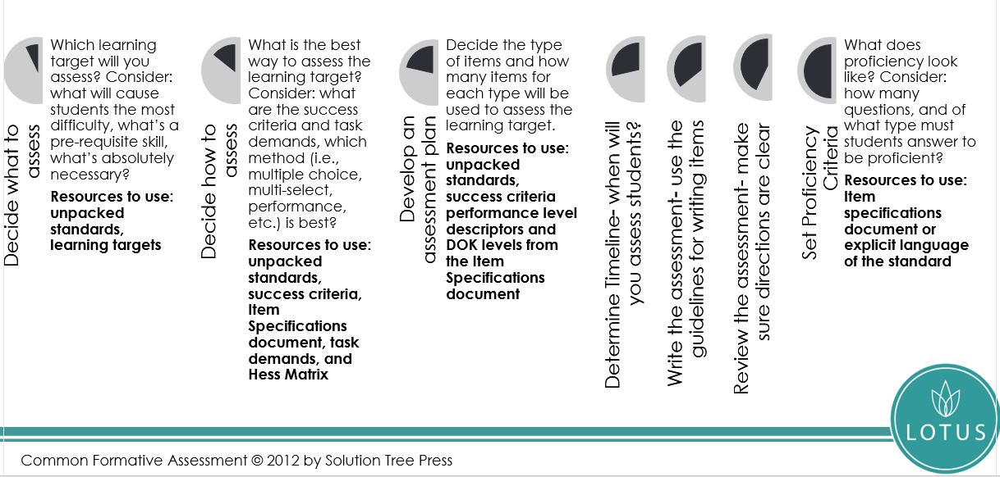 Decide what to
assess
Which learning
target will you
assess? Consider:
what will cause
students the most
difficulty, what’s a
pre-requisite skill,
what’s absolutely
necessary?
Resources to use:
unpacked
standards,
learning targets
Decide how to
assess
What is the best
way to assess the
learning target?
Consider: what
are the success
criteria and task
demands, which
method (i.e.,
multiple choice,
multi-select,
performance,
etc.) is best?
Resources to use:
unpacked
standards,
success criteria,
Item
Specifications
document, task
demands, and
Hess Matrix
Develop an
assessment plan
Decide the type
of items and how
many items for
each type will be
used to assess the
learning target.
Resources to use:
unpacked
standards,
success criteria
performance level
descriptors and
DOK levels from
the Item
Specifications
document
Determine Timeline- when will
you assess students?
Write the assessment- use the
guidelines for writing items
Review the assessment- make
sure directions are clear
Set Proficiency
Criteria
What does
proficiency look
like? Consider:
how many
questions, and of
what type must
students answer to
be proficient?
Resources to use:
Item
specifications
document or
explicit language
of the standard
LOTUS
Common Formative Assessment © 2012 by Solution Tree Press